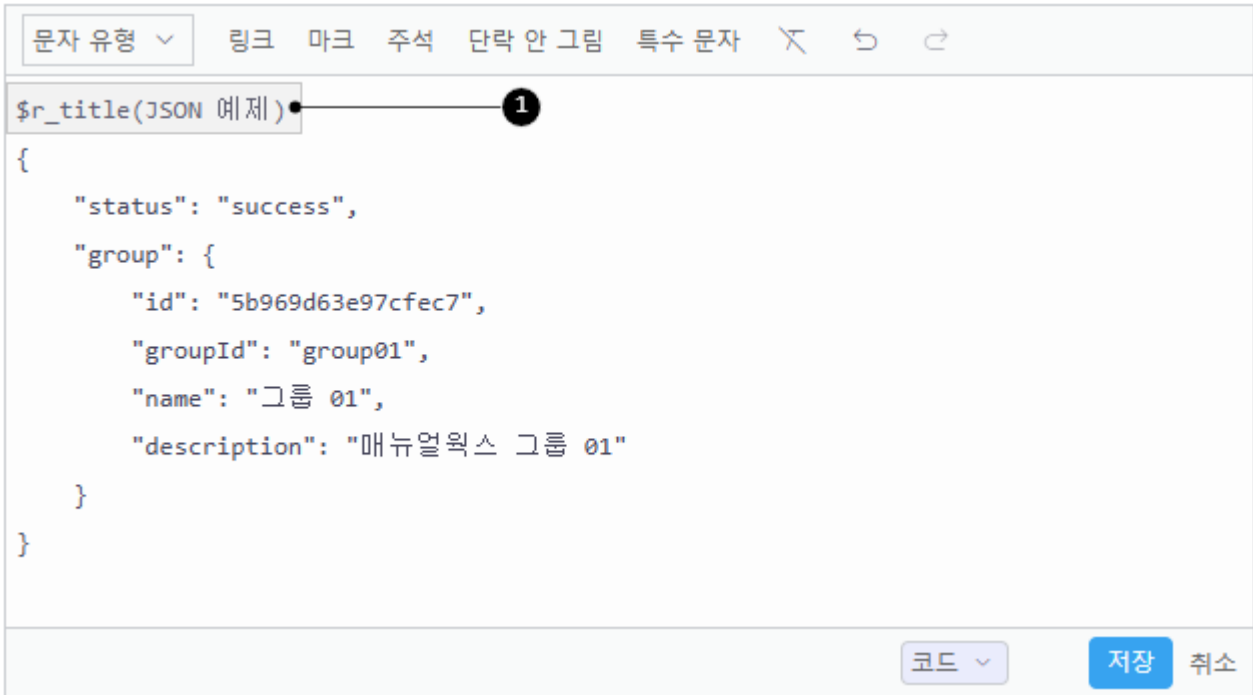 문자 유형 링크 마크 주석 단락 안 그림 특수 문자
$r_title(JSON 예제) 1
{
    "status": "success",
    "group": {
        "id": "5b969d63e97cfec7",
        "groupId": "group01",
        "name": "그룹 01",
        "description": "매뉴얼웍스 그룹 01"
    }
}
코드 저장 취소